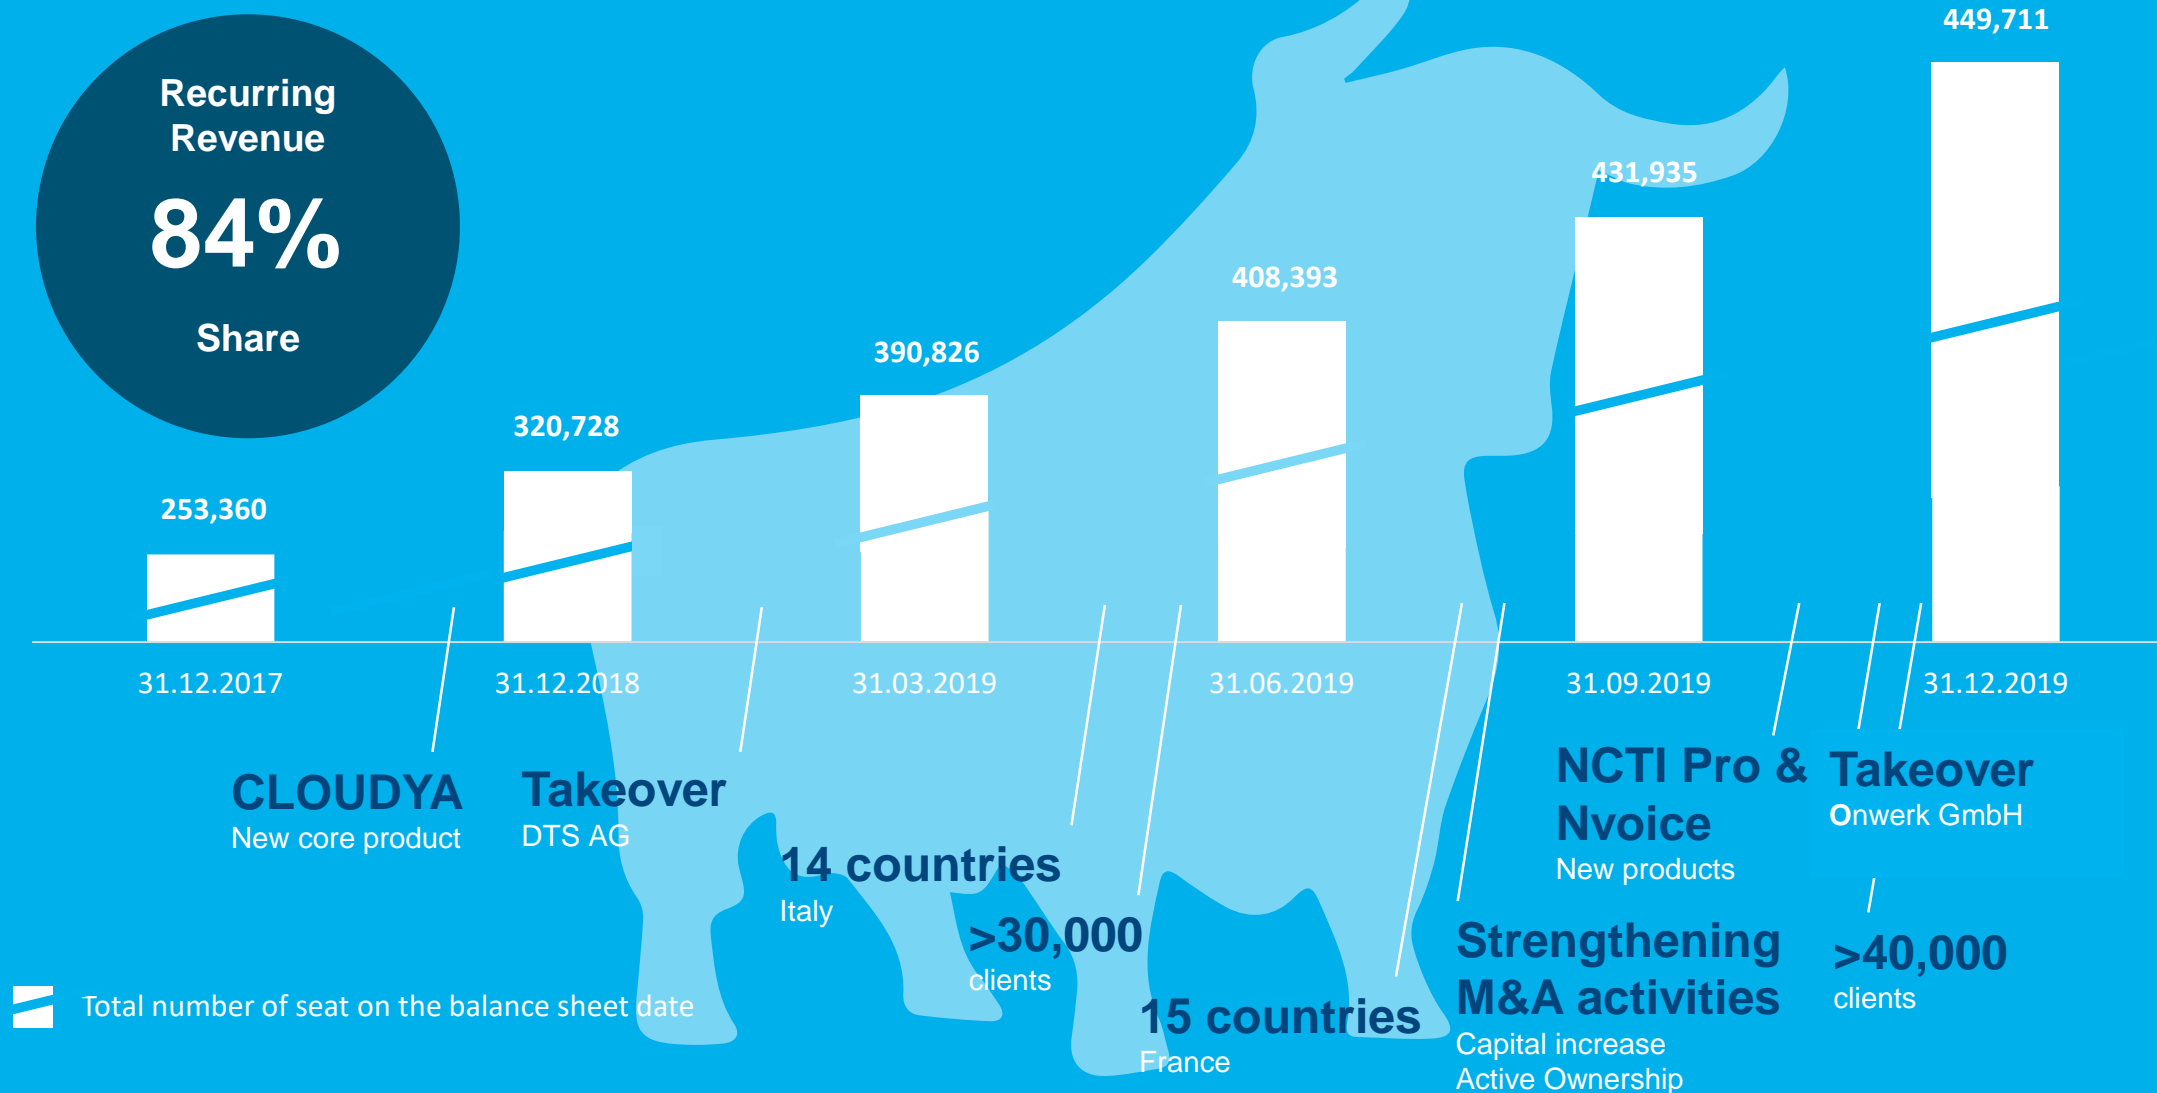 Recurring
Revenue
84%
Share
253,360
320,728
390,826
408,393
431,935
449,711
31.12.2017
31.12.2018
31.03.2019
31.06.2019
31.09.2019
31.12.2019
CLOUDYA
New core product
Takeover
DTS AG
14 countries
Italy
>30,000
clients
15 countries
France
Strengthening
M&A activities
Capital increase
Active Ownership
NCTI Pro &
Nvoice
New products
Takeover
Onwerk GmbH
>40,000
clients
Total number of seat on the balance sheet date